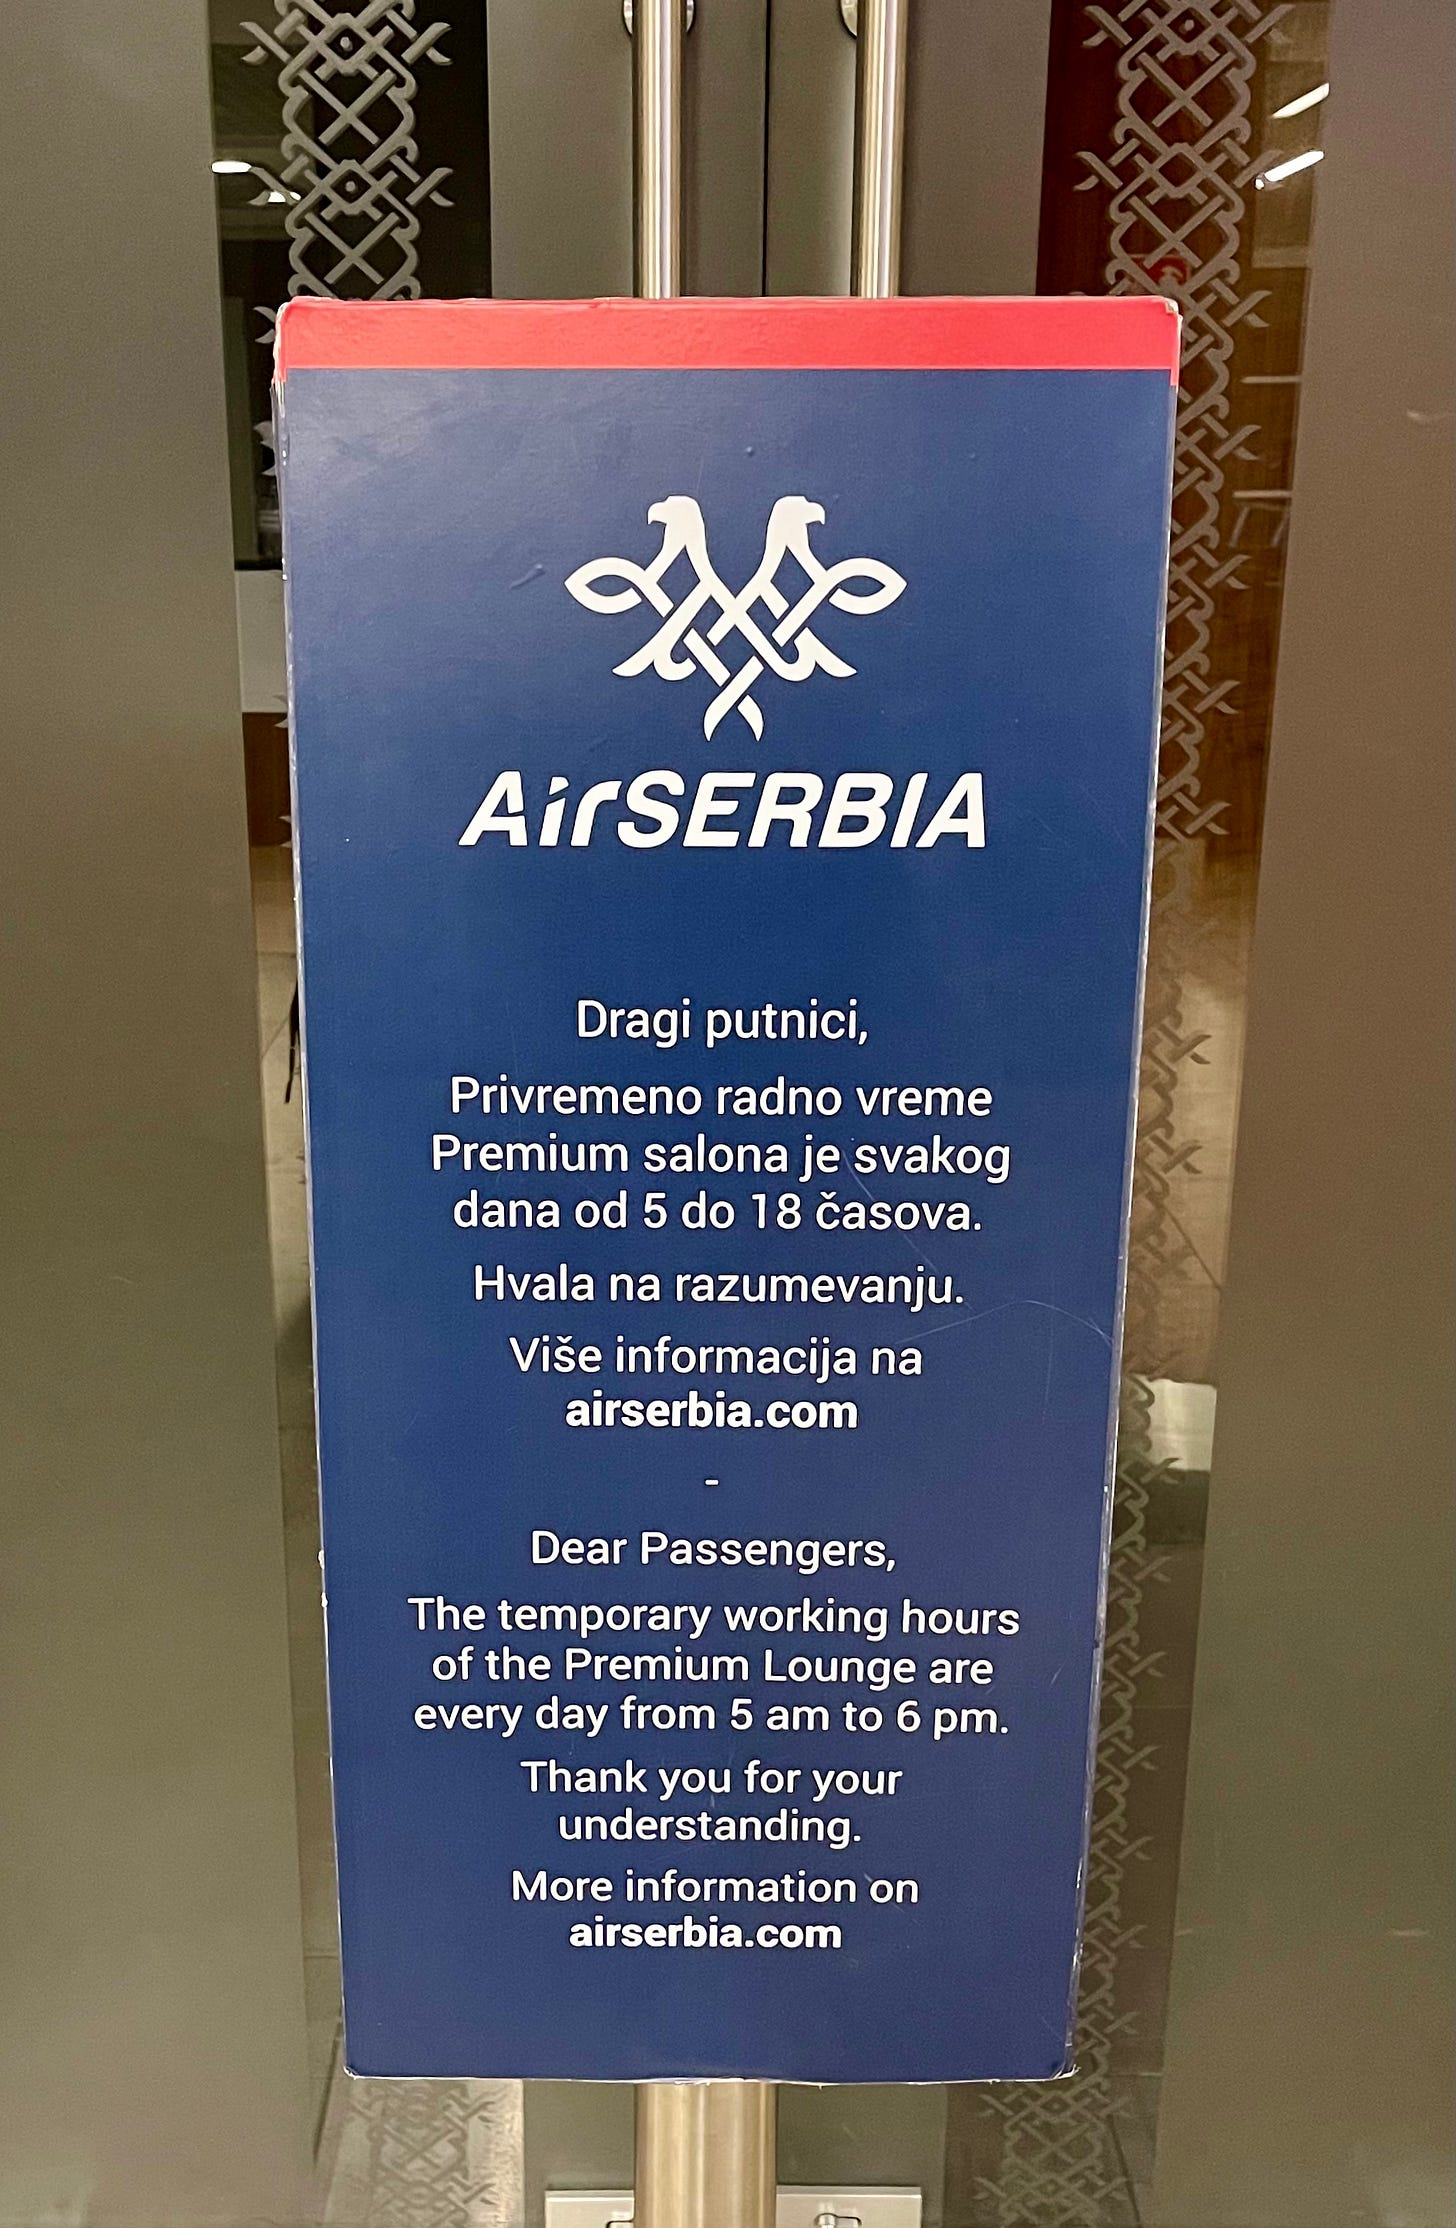 AirSERBIA
Dragi putnici,
Privremeno radno vreme
Premium salona je svakog
dana od 5 do 18 časova.
Hvala na razumevanju.
Više informacija na
airserbia.com
-
Dear Passengers,
The temporary working hours
of the Premium Lounge are
every day from 5 am to 6 pm.
Thank you for your
understanding.
More information on
airserbia.com